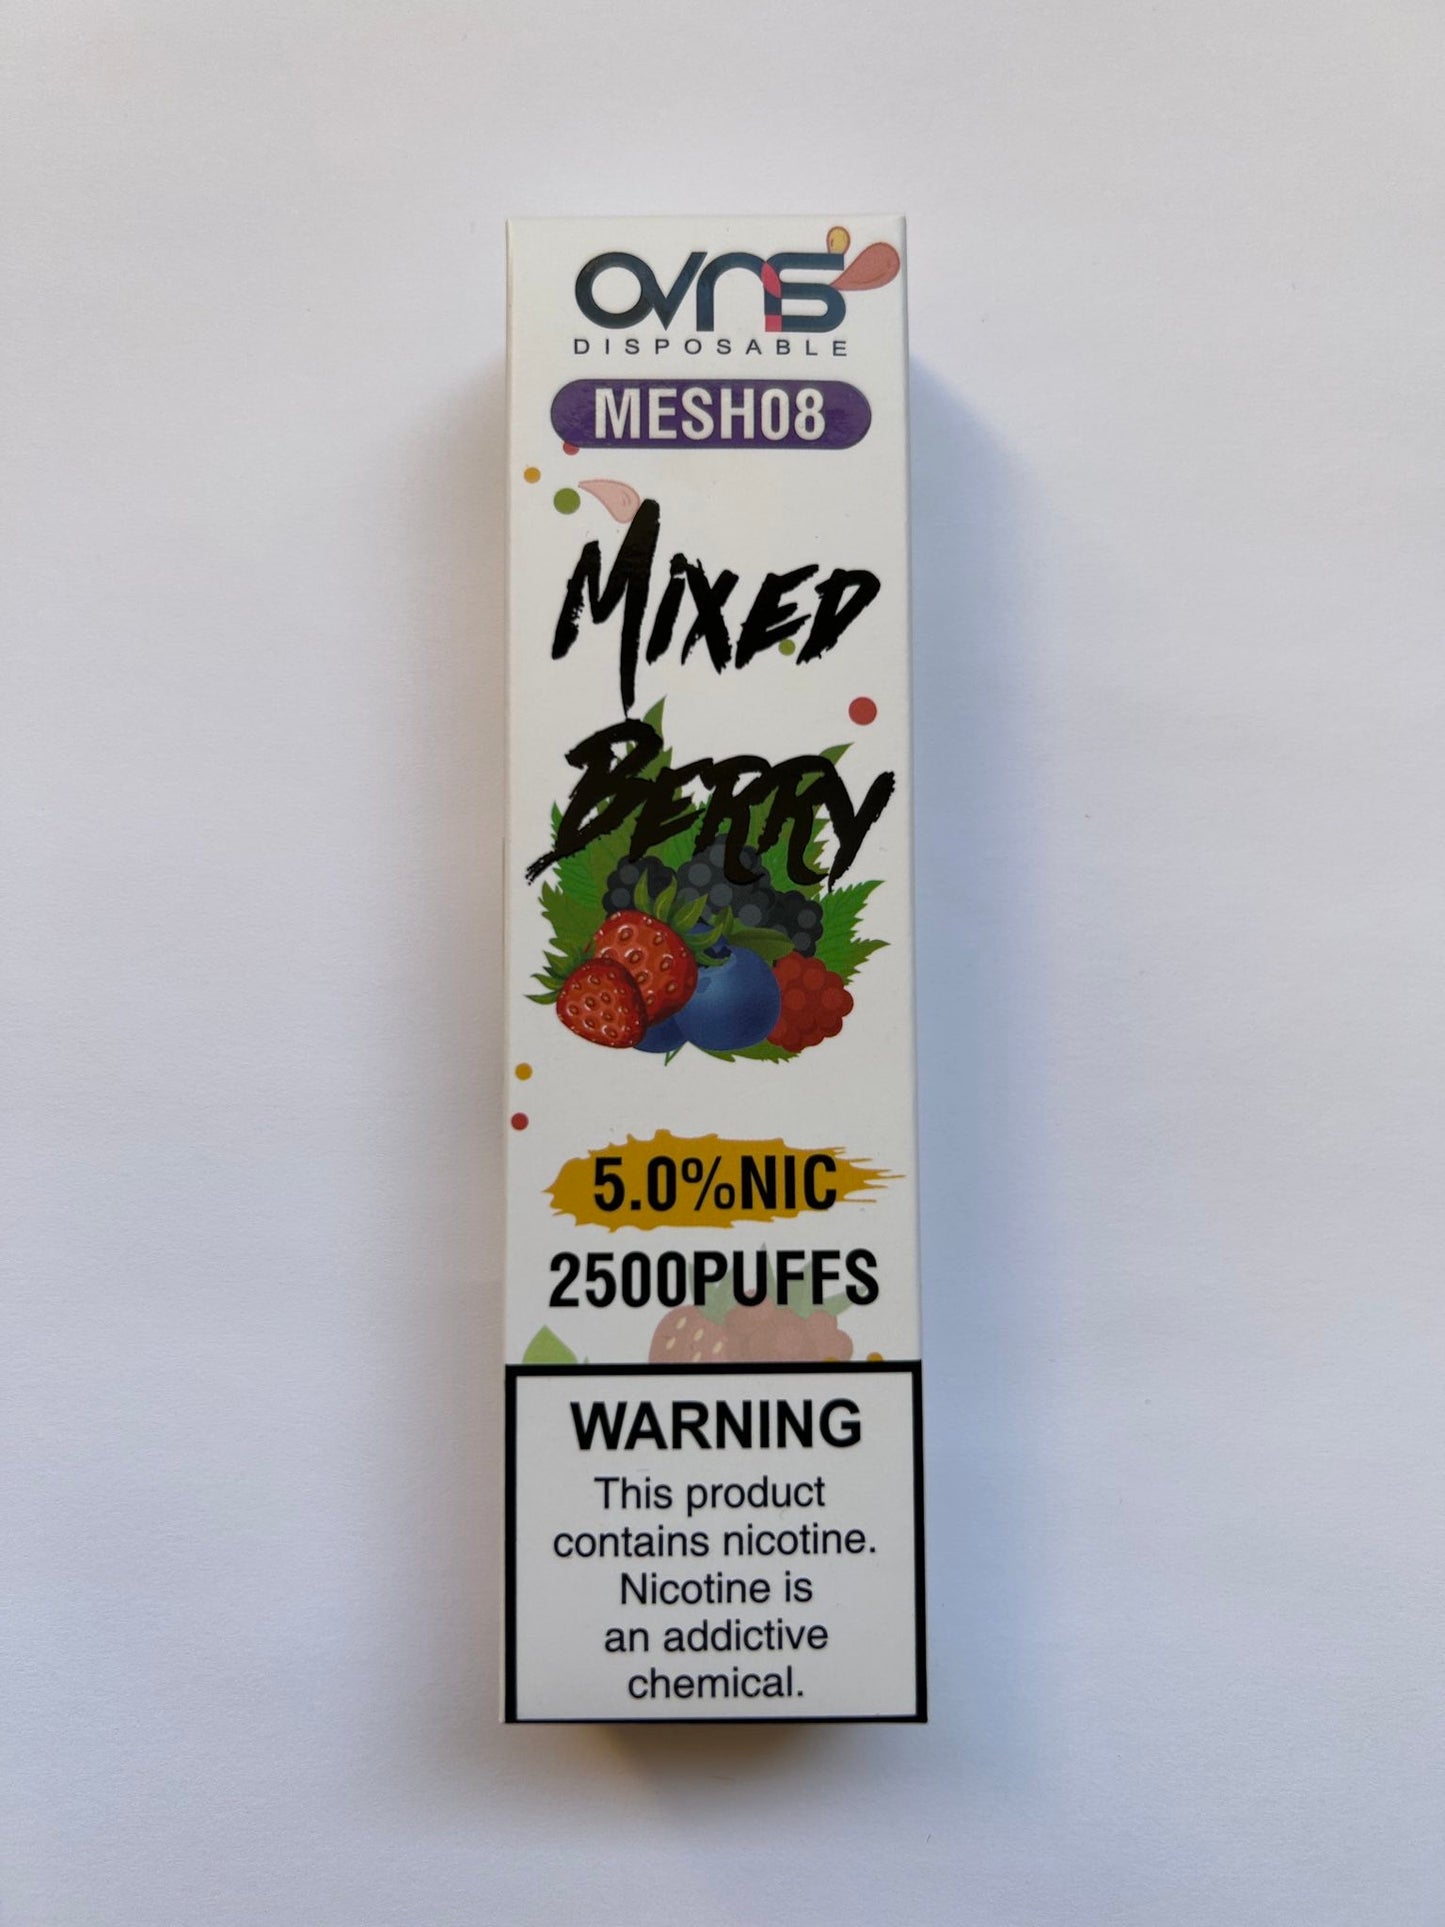 OVNS
DISPOSABLE
MESH08
MIXED
BERRY
5.0%NIC
2500PUFFS
WARNING
This product
contains nicotine.
Nicotine is
an addictive
chemical.